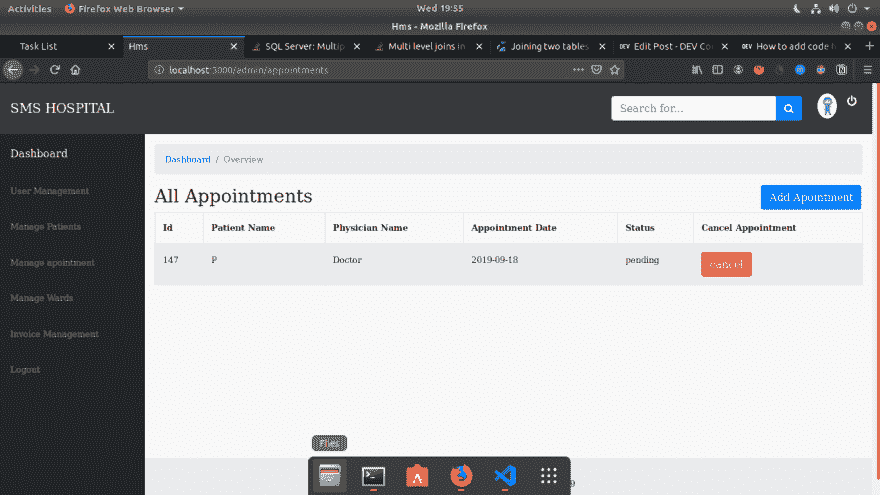 Activities Firefox Web Browser Wed 19:55
Hms - Mozilla Firefox
Task List Hms SQL Server: Multip Multi level joins in Joining two tables Edit Post - DEV Co How to add code
localhost:3000/admin/appointments
SMS HOSPITAL Search for...
Dashboard
Dashboard / Overview
User Management
All Appointments Add Apointment
Manage Patients
Id Patient Name Physician Name Appointment Date Status Cancel Appointment
Manage apointment
147 P Doctor 2019-09-18 pending cancel
Manage Wards
Invoice Management
Logout
Files